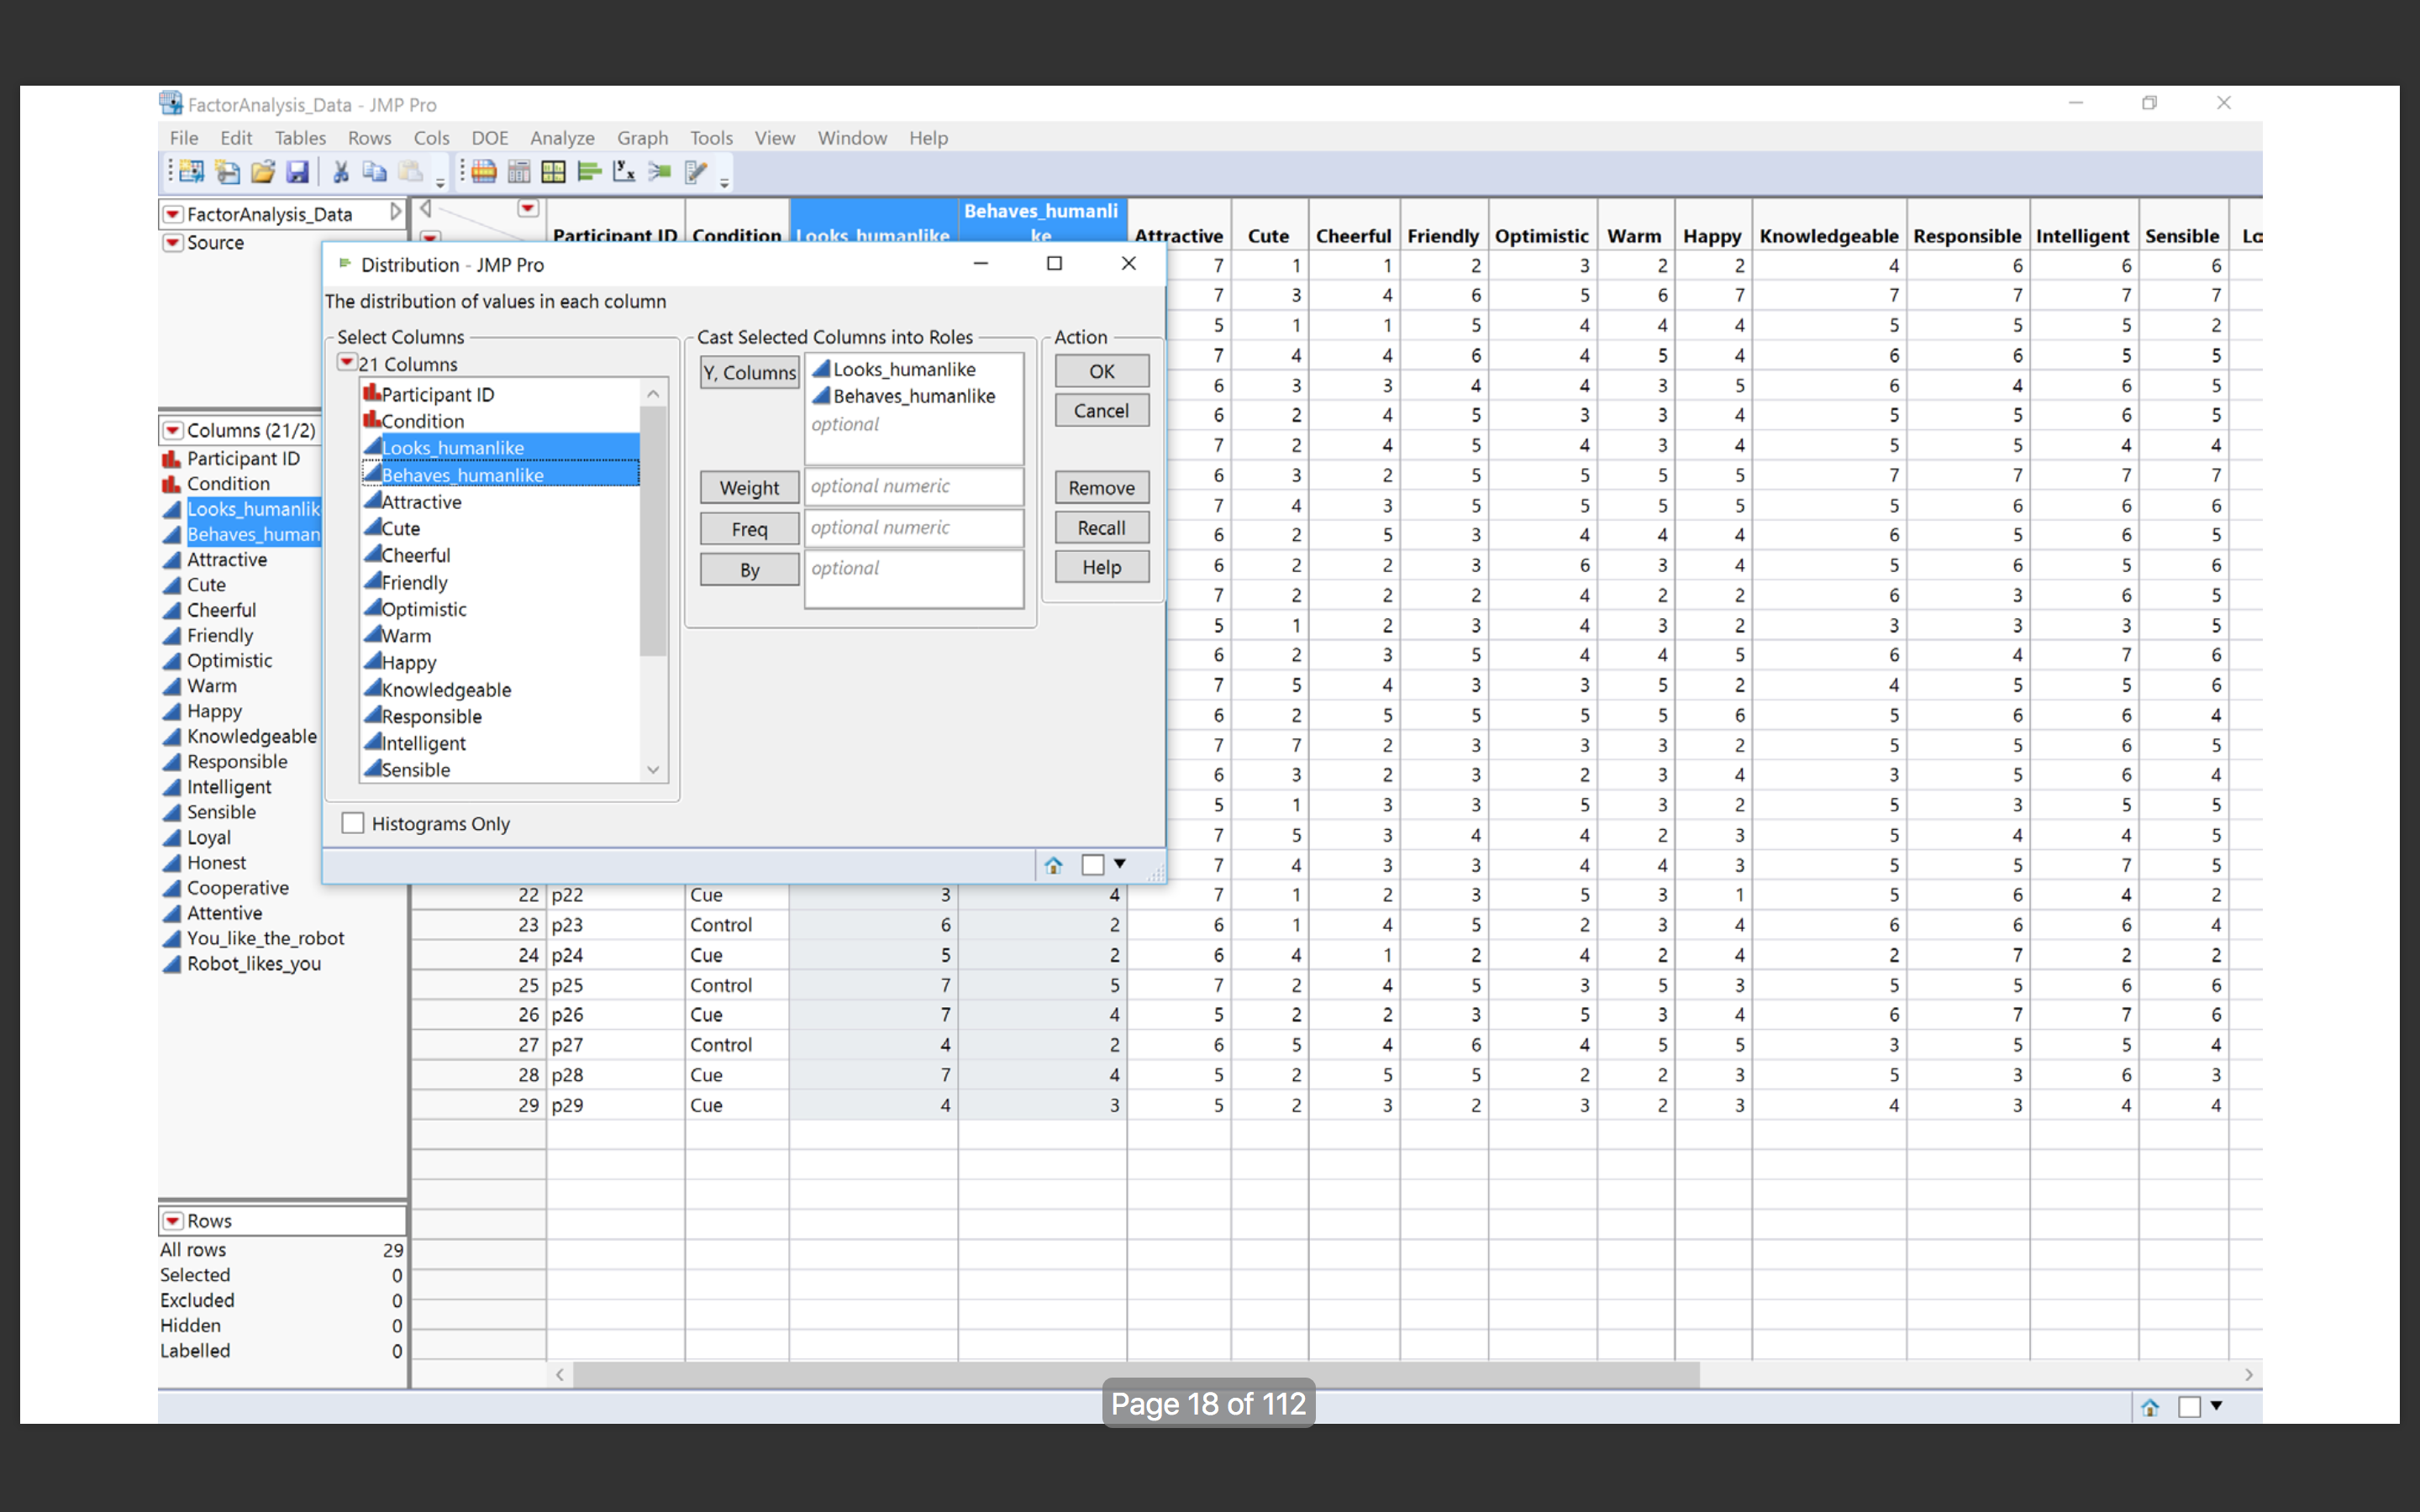 FactorAnalysis_Data - JMP Pro
File Edit Tables Rows Cols DOE Analyze Graph Tools View Window Help
FactorAnalysis_Data
Source
Columns (21/2)
Participant ID
Condition
Looks_humanlik
Behaves_human
Attractive
Cute
Cheerful
Friendly
Optimistic
Warm
Happy
Knowledgeable
Responsible
Intelligent
Sensible
Loyal
Honest
Cooperative
Attentive
You_like_the_robot
Robot_likes_you
Rows
All rows 29
Selected 0
Excluded 0
Hidden 0
Labelled 0
Distribution - JMP Pro
The distribution of values in each column
Select Columns
21 Columns
Participant ID
Condition
Looks_humanlike
Behaves_humanlike
Attractive
Cute
Cheerful
Friendly
Optimistic
Warm
Happy
Knowledgeable
Responsible
Intelligent
Sensible
Histograms Only
Cast Selected Columns into Roles
Y, Columns
Looks_humanlike
Behaves_humanlike
optional
Weight optional numeric
Freq optional numeric
By optional
Action
OK
Cancel
Remove
Recall
Help
Participant ID Condition Looks_humanlike Behaves_humanli
ke Attractive Cute Cheerful Friendly Optimistic Warm Happy Knowledgeable Responsible Intelligent Sensible Lo
7 1 1 2 3 2 2 4 6 6 6
7 3 4 6 5 6 7 7 7 7 7
5 1 1 5 4 4 4 5 5 5 2
7 4 4 6 4 5 4 6 6 5 5
6 3 3 4 4 3 5 6 4 6 5
6 2 4 5 3 3 4 5 5 6 5
7 2 4 5 4 3 4 5 5 4 4
6 3 2 5 5 5 5 7 7 7 7
7 4 3 5 5 5 5 5 6 6 6
6 2 5 3 4 4 4 6 5 6 5
6 2 2 3 6 3 4 5 6 5 6
7 2 2 2 4 2 2 6 3 6 5
5 1 2 3 4 3 2 3 3 3 5
6 2 3 5 4 4 5 6 4 7 6
7 5 4 3 3 5 2 4 5 5 6
6 2 5 5 5 5 6 5 6 6 4
7 7 2 3 3 3 2 5 5 6 5
6 3 2 3 2 3 4 3 5 6 4
5 1 3 3 5 3 2 5 3 5 5
7 5 3 4 4 2 3 5 4 4 5
7 4 3 3 4 4 3 5 5 7 5
22 p22 Cue 3 4 7 1 2 3 5 3 1 5 6 4 2
23 p23 Control 6 2 6 1 4 5 2 3 4 6 6 6 4
24 p24 Cue 5 2 6 4 1 2 4 2 4 2 7 2 2
25 p25 Control 7 5 7 2 4 5 3 5 3 5 5 6 6
26 p26 Cue 7 4 5 2 2 3 5 3 4 6 7 7 6
27 p27 Control 4 2 6 5 4 6 4 5 5 3 5 5 4
28 p28 Cue 7 4 5 2 5 5 2 2 3 5 3 6 3
29 p29 Cue 4 3 5 2 3 2 3 2 3 4 3 4 4
Page 18 of 112